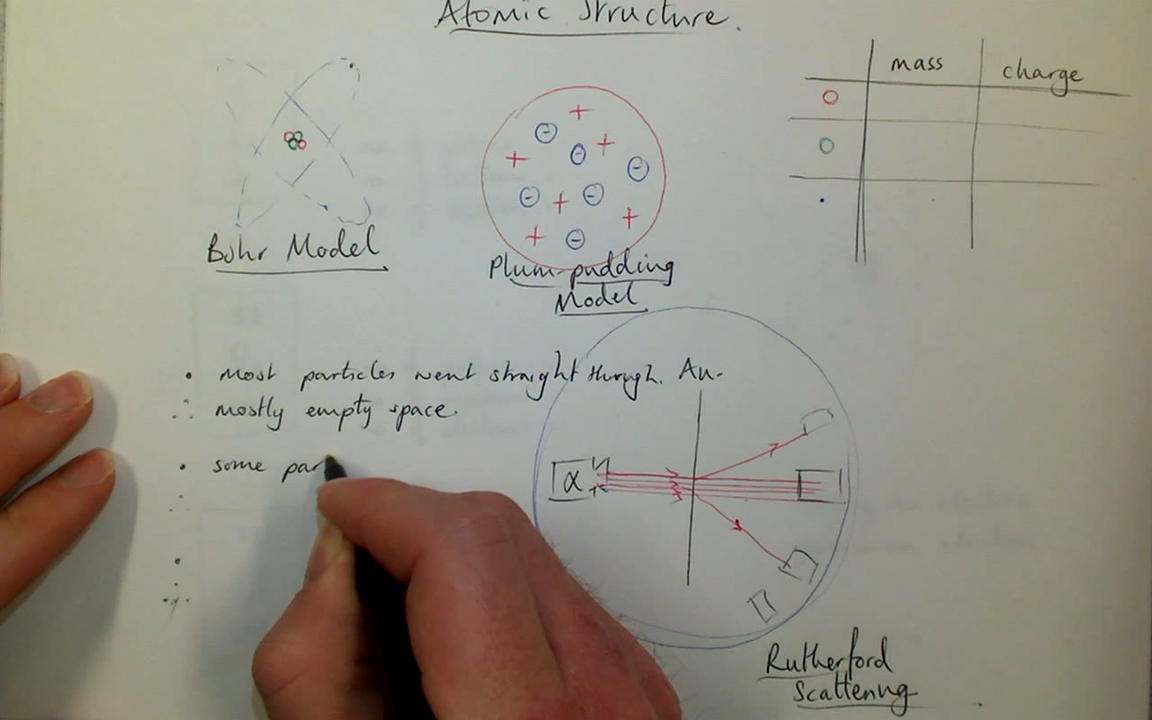 Atomic Structure.
mass charge
Bohr Model
+ - + - + - - - + + + -
Plum-pudding
Model
• Most particles went straight through. Au
∴ mostly empty space.
• some par
α
Rutherford
Scattering